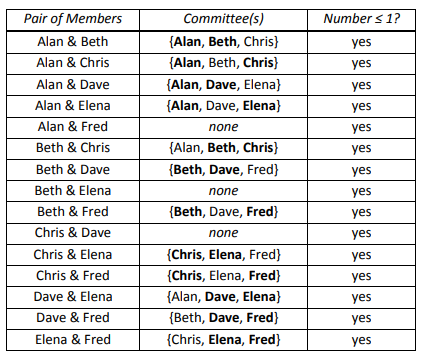 Pair of Members Committee(s) Number ≤ 1?
Alan & Beth {Alan, Beth, Chris} yes
Alan & Chris {Alan, Beth, Chris} yes
Alan & Dave {Alan, Dave, Elena} yes
Alan & Elena {Alan, Dave, Elena} yes
Alan & Fred none yes
Beth & Chris {Alan, Beth, Chris} yes
Beth & Dave {Beth, Dave, Fred} yes
Beth & Elena none yes
Beth & Fred {Beth, Dave, Fred} yes
Chris & Dave none yes
Chris & Elena {Chris, Elena, Fred} yes
Chris & Fred {Chris, Elena, Fred} yes
Dave & Elena {Alan, Dave, Elena} yes
Dave & Fred {Beth, Dave, Fred} yes
Elena & Fred {Chris, Elena, Fred} yes